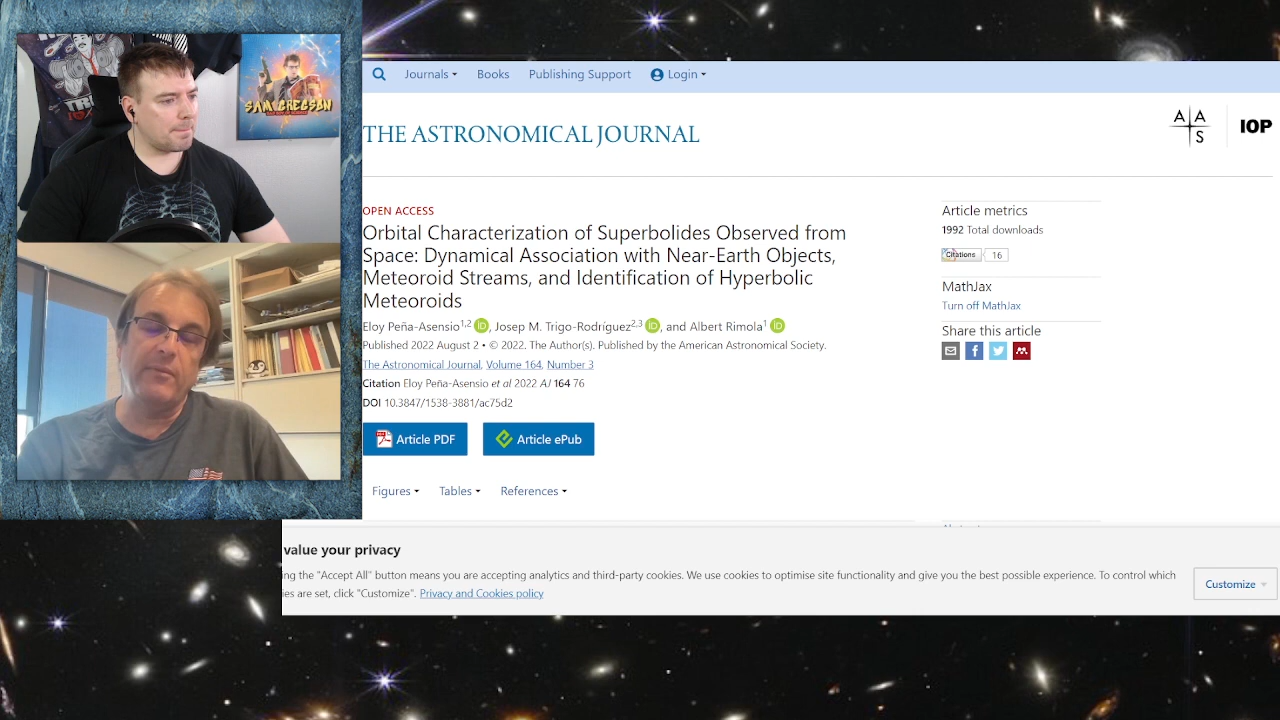 SAM GREGSON
Journals
Books
Publishing Support
Login
THE ASTRONOMICAL JOURNAL
A A
S
IOP
OPEN ACCESS
Orbital Characterization of Superbolides Observed from
Space: Dynamical Association with Near-Earth Objects,
Meteoroid Streams, and Identification of Hyperbolic
Meteoroids
Eloy Peña-Asensio1,2 iD, Josep M. Trigo-Rodríguez2,3 iD, and Albert Rimola1 iD
Published 2022 August 2 • © 2022. The Author(s). Published by the American Astronomical Society.
The Astronomical Journal, Volume 164, Number 3
Citation Eloy Peña-Asensio et al 2022 AJ 164 76
DOI 10.3847/1538-3881/ac75d2
Article PDF
Article ePub
Figures
Tables
References
Article metrics
1992 Total downloads
Citations 16
MathJax
Turn off MathJax
Share this article
value your privacy
ing the "Accept All" button means you are accepting analytics and third-party cookies. We use cookies to optimise site functionality and give you the best possible experience. To control which
ies are set, click "Customize". Privacy and Cookies policy
Customize